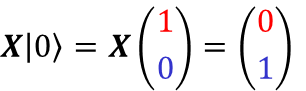 X|0⟩ = X(1 0) = (0 1)